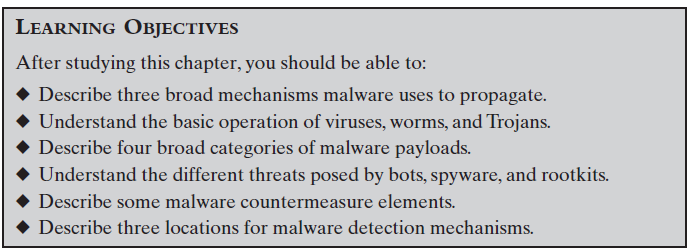 LEARNING OBJECTIVES
After studying this chapter, you should be able to:
◆ Describe three broad mechanisms malware uses to propagate.
◆ Understand the basic operation of viruses, worms, and Trojans.
◆ Describe four broad categories of malware payloads.
◆ Understand the different threats posed by bots, spyware, and rootkits.
◆ Describe some malware countermeasure elements.
◆ Describe three locations for malware detection mechanisms.